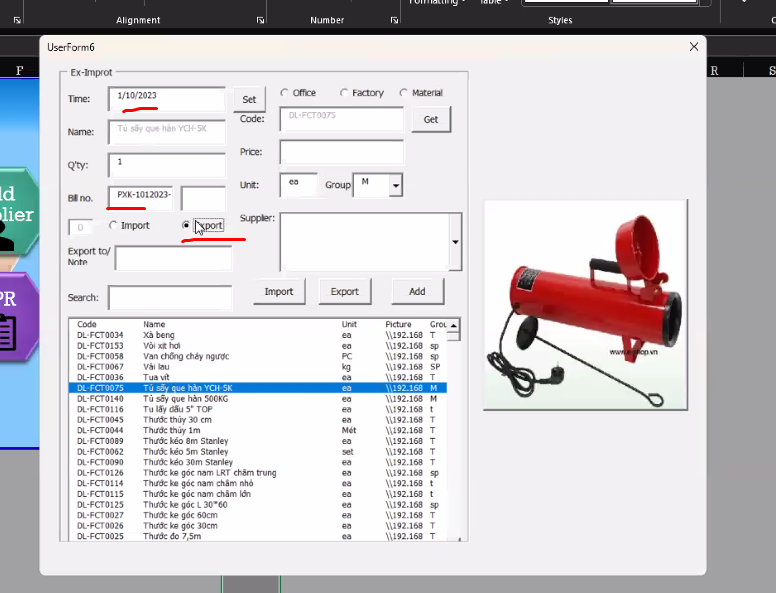 Formatting
Table
Alignment
Number
Styles
UserForm6
F
R
S
Ex-Improt
Time:
1/10/2023
Set
Office
Factory
Material
Name:
Tủ sấy que hàn YCH-5K
Code:
DL-FCT0075
Get
Q'ty:
1
Price:
Bill no.
PXK-1012023-
Unit:
ea
Group
M
0
Import
Export
Supplier:
Export to/
Note
Search:
Import
Export
Add
Code Name Unit Picture Grou
DL-FCT0034 Xà beng ea \\192.168 T
DL-FCT0153 Vòi xịt hơi ea \\192.168 sp
DL-FCT0058 Van chống cháy ngược PC \\192.168 sp
DL-FCT0067 Vải lau kg \\192.168 SP
DL-FCT0036 Tua vít ea \\192.168 T
DL-FCT0075 Tủ sấy que hàn YCH-5K ea \\192.168 M
DL-FCT0140 Tủ sấy que hàn 500KG ea \\192.168 M
DL-FCT0116 Tu lấy dấu 5" TOP ea \\192.168 t
DL-FCT0045 Thước thủy 30 cm ea \\192.168 T
DL-FCT0044 Thước thủy 1m Mét \\192.168 T
DL-FCT0089 Thước kéo 8m Stanley ea \\192.168 T
DL-FCT0062 Thước kéo 5m Stanley set \\192.168 T
DL-FCT0090 Thước kéo 30m Stanley ea \\192.168 T
DL-FCT0126 Thước ke góc nam LRT châm trung ea \\192.168 sp
DL-FCT0114 Thước ke góc nam châm nhỏ ea \\192.168 t
DL-FCT0115 Thước ke góc nam châm lớn ea \\192.168 t
DL-FCT0125 Thước ke góc L 30*60 ea \\192.168 sp
DL-FCT0027 Thước ke góc 60cm ea \\192.168 T
DL-FCT0026 Thước ke góc 30cm ea \\192.168 T
DL-FCT0025 Thước đo 7,5m ea \\192.168 T